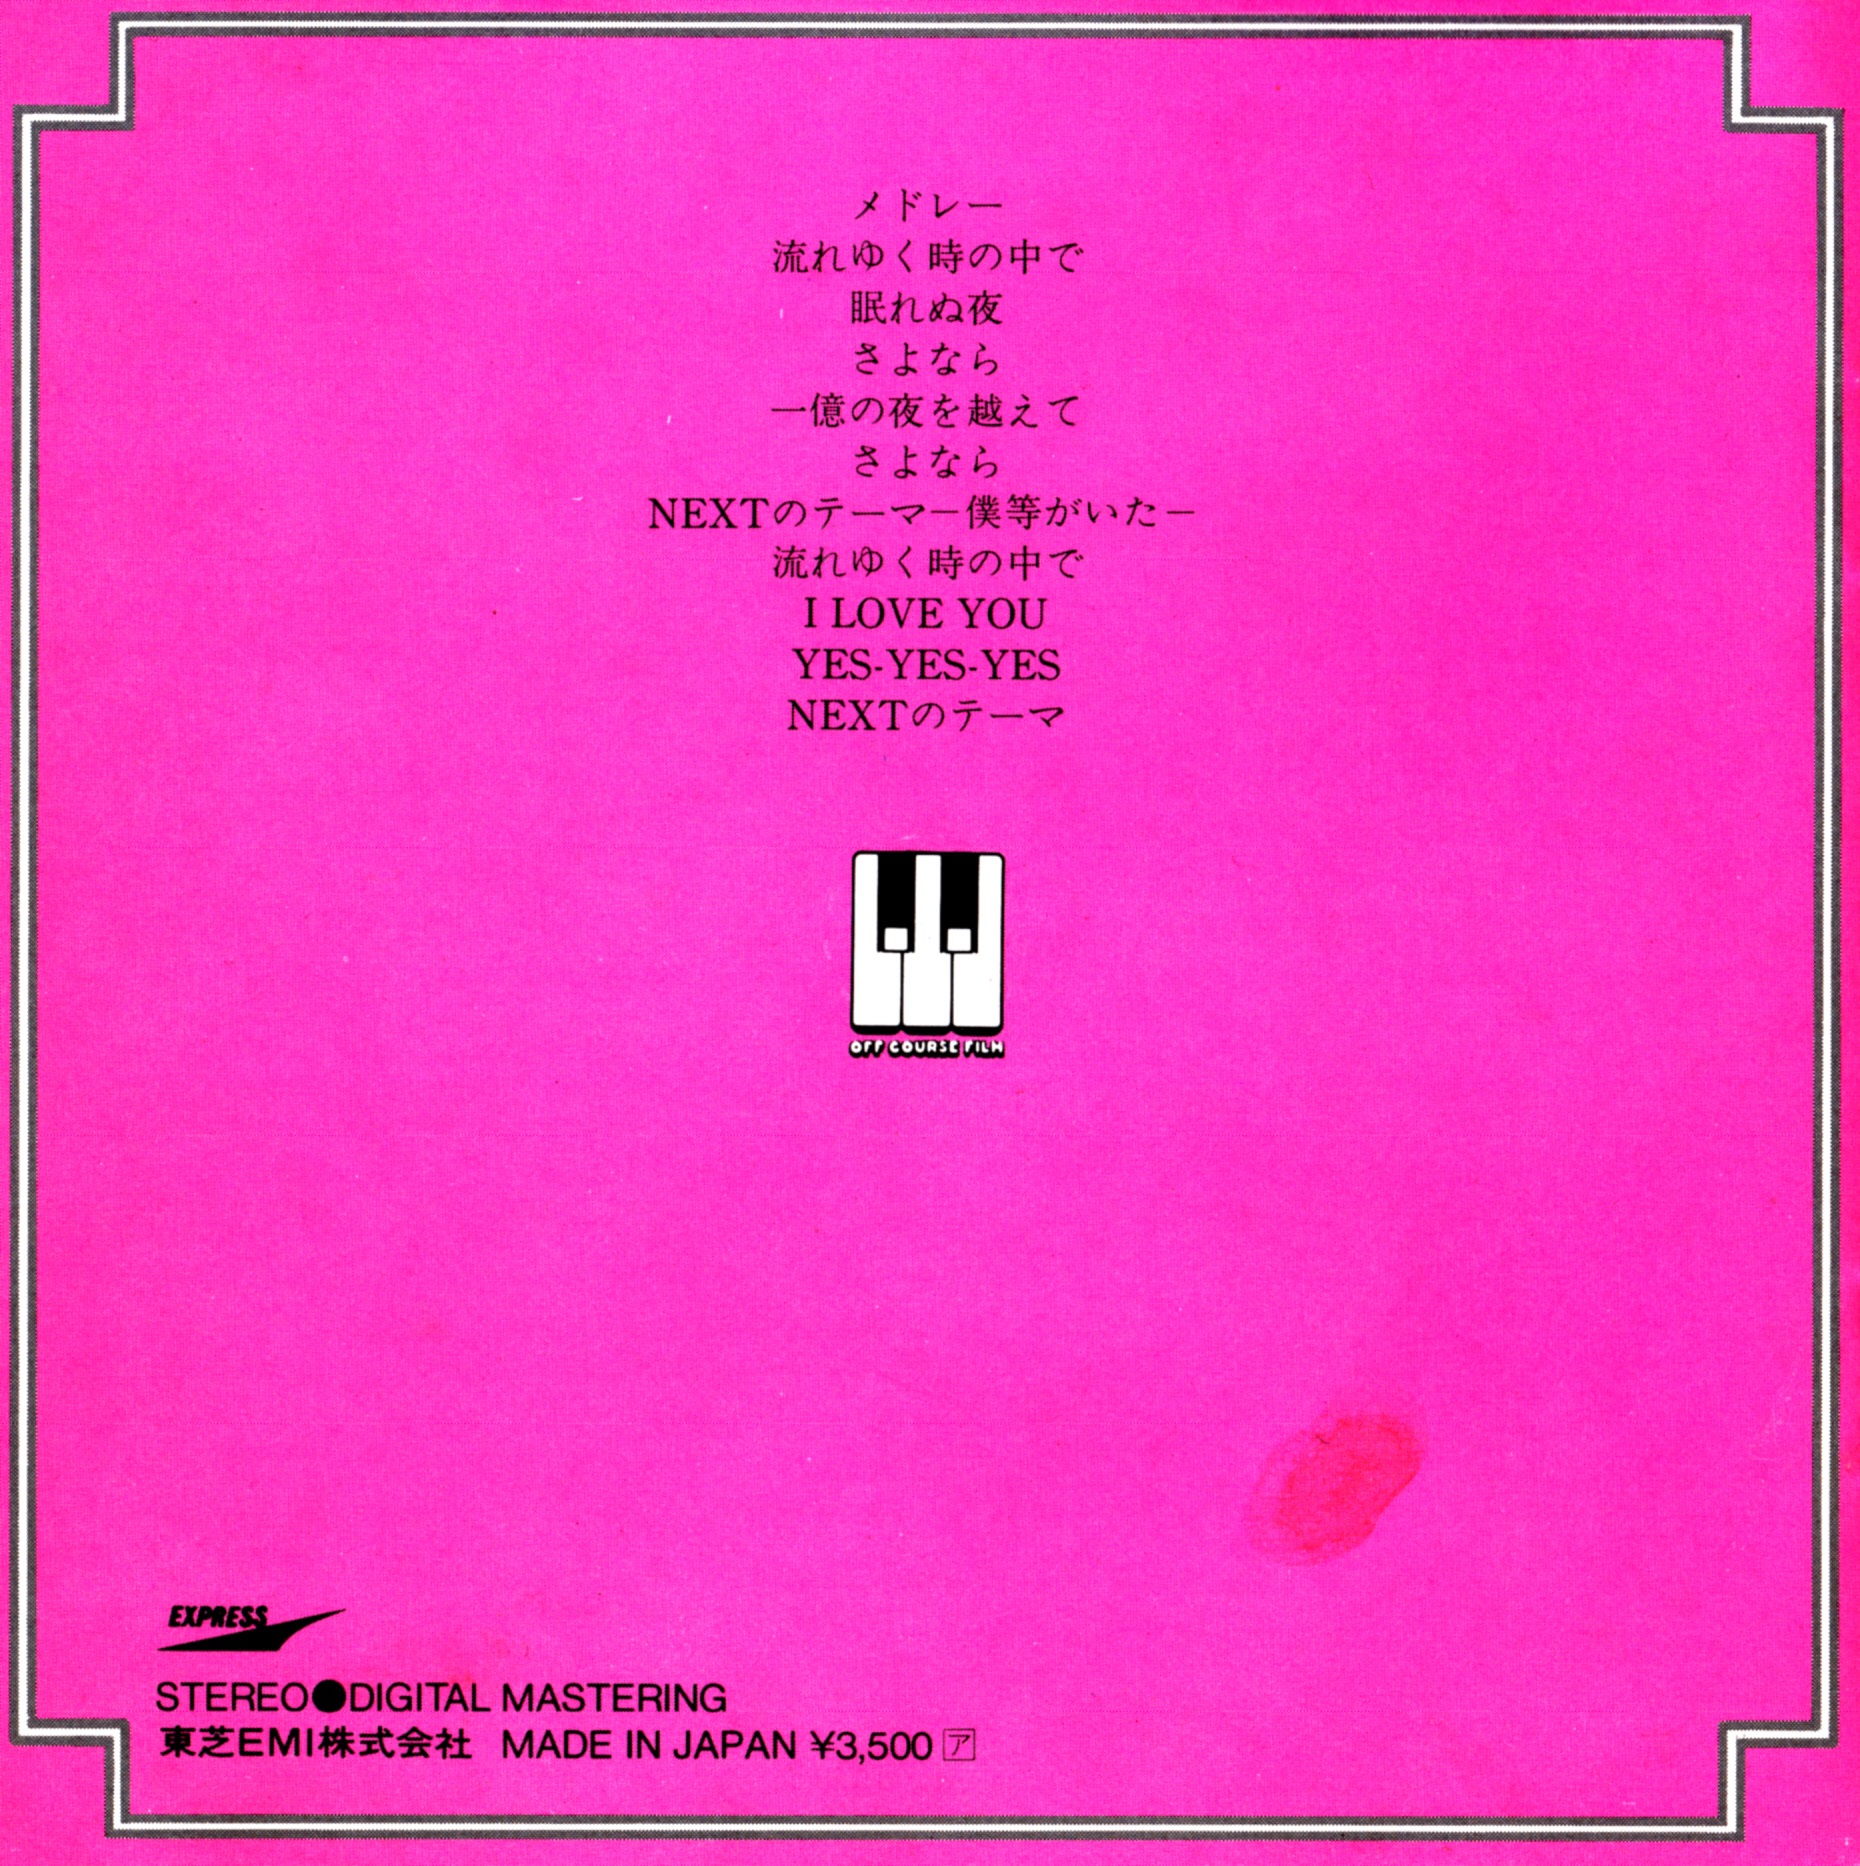 メドレー
流れゆく時の中で
眠れぬ夜
さよなら
一億の夜を越えて
さよなら
NEXTのテーマ－僕等がいた－
流れゆく時の中で
I LOVE YOU
YES-YES-YES
NEXTのテーマ
OFF COURSE FILM
EXPRESS
STEREO●DIGITAL MASTERING
東芝EMI株式会社 MADE IN JAPAN ¥3,500 ア